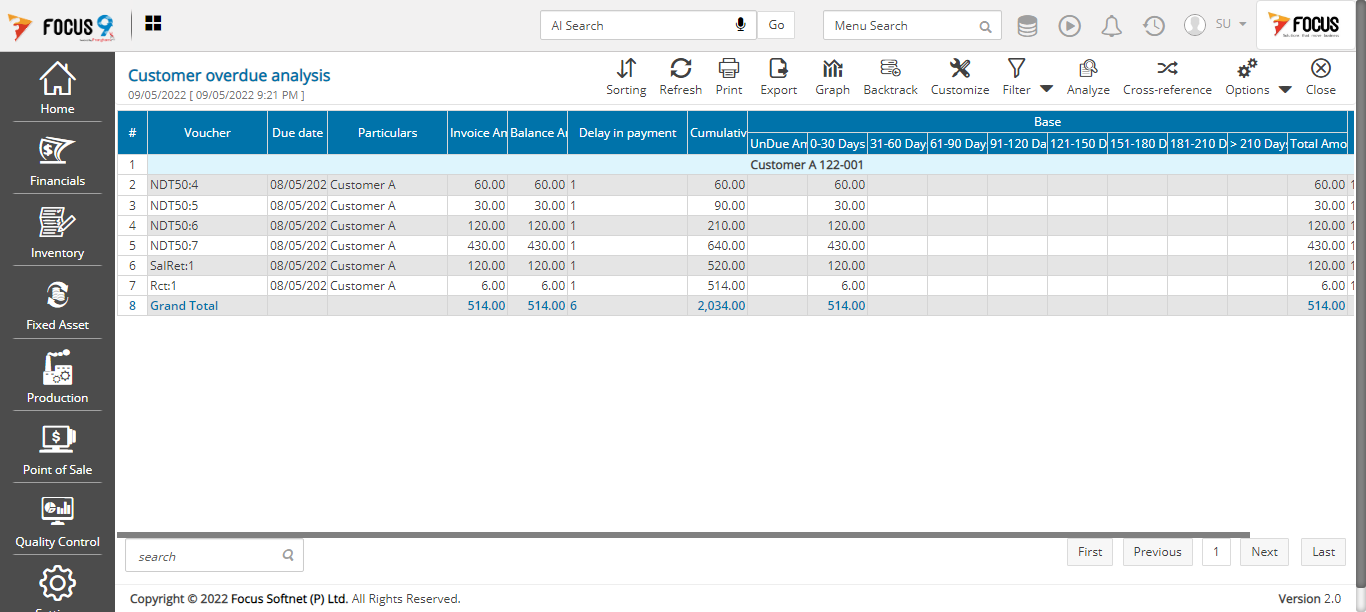 FOCUS 9
AI Search
Go
Menu Search
SU
FOCUS
Home
Financials
Inventory
Fixed Asset
Production
Point of Sale
Quality Control
Customer overdue analysis
09/05/2022 [ 09/05/2022 9:21 PM ]
Sorting Refresh Print Export Graph Backtrack Customize Filter Analyze Cross-reference Options Close
# Voucher Due date Particulars Invoice An Balance Ar Delay in payment Cumulativ Base
UnDue An 0-30 Days 31-60 Day 61-90 Day 91-120 Da 121-150 D 151-180 D 181-210 D > 210 Day Total Amo
1 Customer A 122-001
2 NDT50:4 08/05/202 Customer A 60.00 60.00 1 60.00 60.00 60.00 1
3 NDT50:5 08/05/202 Customer A 30.00 30.00 1 90.00 30.00 30.00 1
4 NDT50:6 08/05/202 Customer A 120.00 120.00 1 210.00 120.00 120.00 1
5 NDT50:7 08/05/202 Customer A 430.00 430.00 1 640.00 430.00 430.00 1
6 SalRet:1 08/05/202 Customer A 120.00 120.00 1 520.00 120.00 120.00 1
7 Rct:1 08/05/202 Customer A 6.00 6.00 1 514.00 6.00 6.00 1
8 Grand Total 514.00 514.00 6 2,034.00 514.00 514.00
search
First Previous 1 Next Last
Copyright © 2022 Focus Softnet (P) Ltd. All Rights Reserved.
Version 2.0